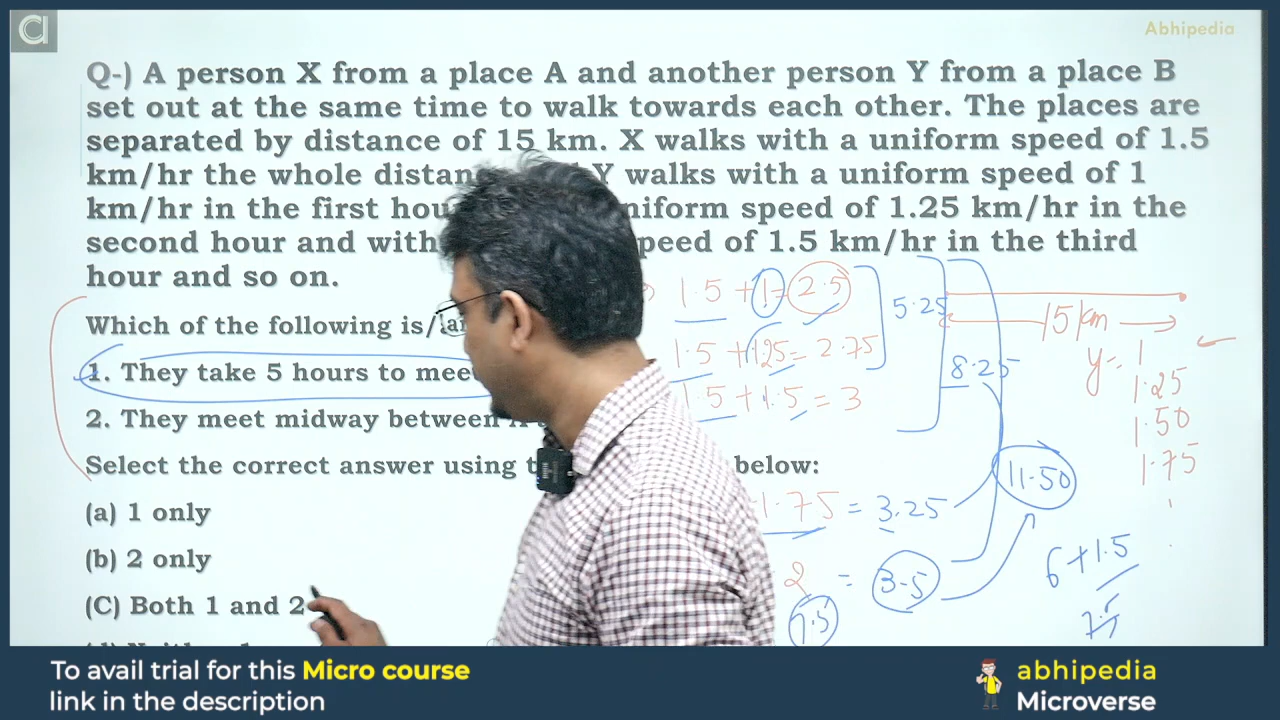 Abhipedia
Q-) A person X from a place A and another person Y from a place B
set out at the same time to walk towards each other. The places are
separated by distance of 15 km. X walks with a uniform speed of 1.5
km/hr the whole distan Y walks with a uniform speed of 1
km/hr in the first hou niform speed of 1.25 km/hr in the
second hour and with peed of 1.5 km/hr in the third
hour and so on.
Which of the following is/ar
1. They take 5 hours to mee
2. They meet midway between A
Select the correct answer using t below:
(a) 1 only
(b) 2 only
(C) Both 1 and 2
1.5 + 1 = 2.5
1.5 + 1.25 = 2.75
1.5 + 1.5 = 3
1.75 = 3.25
2 = 3.5
7.5
5.25
8.25
11.50
15 km
y = 1
1.25
1.50
1.75
6 + 1.5
7.5
To avail trial for this Micro course
link in the description
abhipedia
Microverse